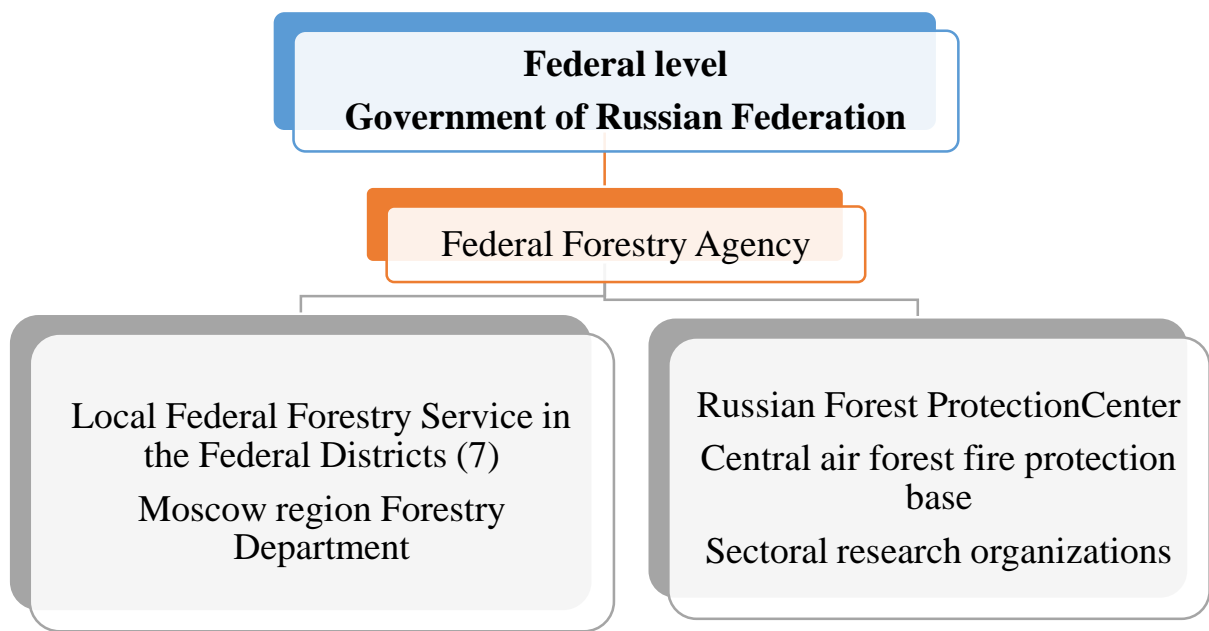 Federal level
Government of Russian Federation
Federal Forestry Agency
Local Federal Forestry Service in
the Federal Districts (7)
Moscow region Forestry
Department
Russian Forest ProtectionCenter
Central air forest fire protection
base
Sectoral research organizations